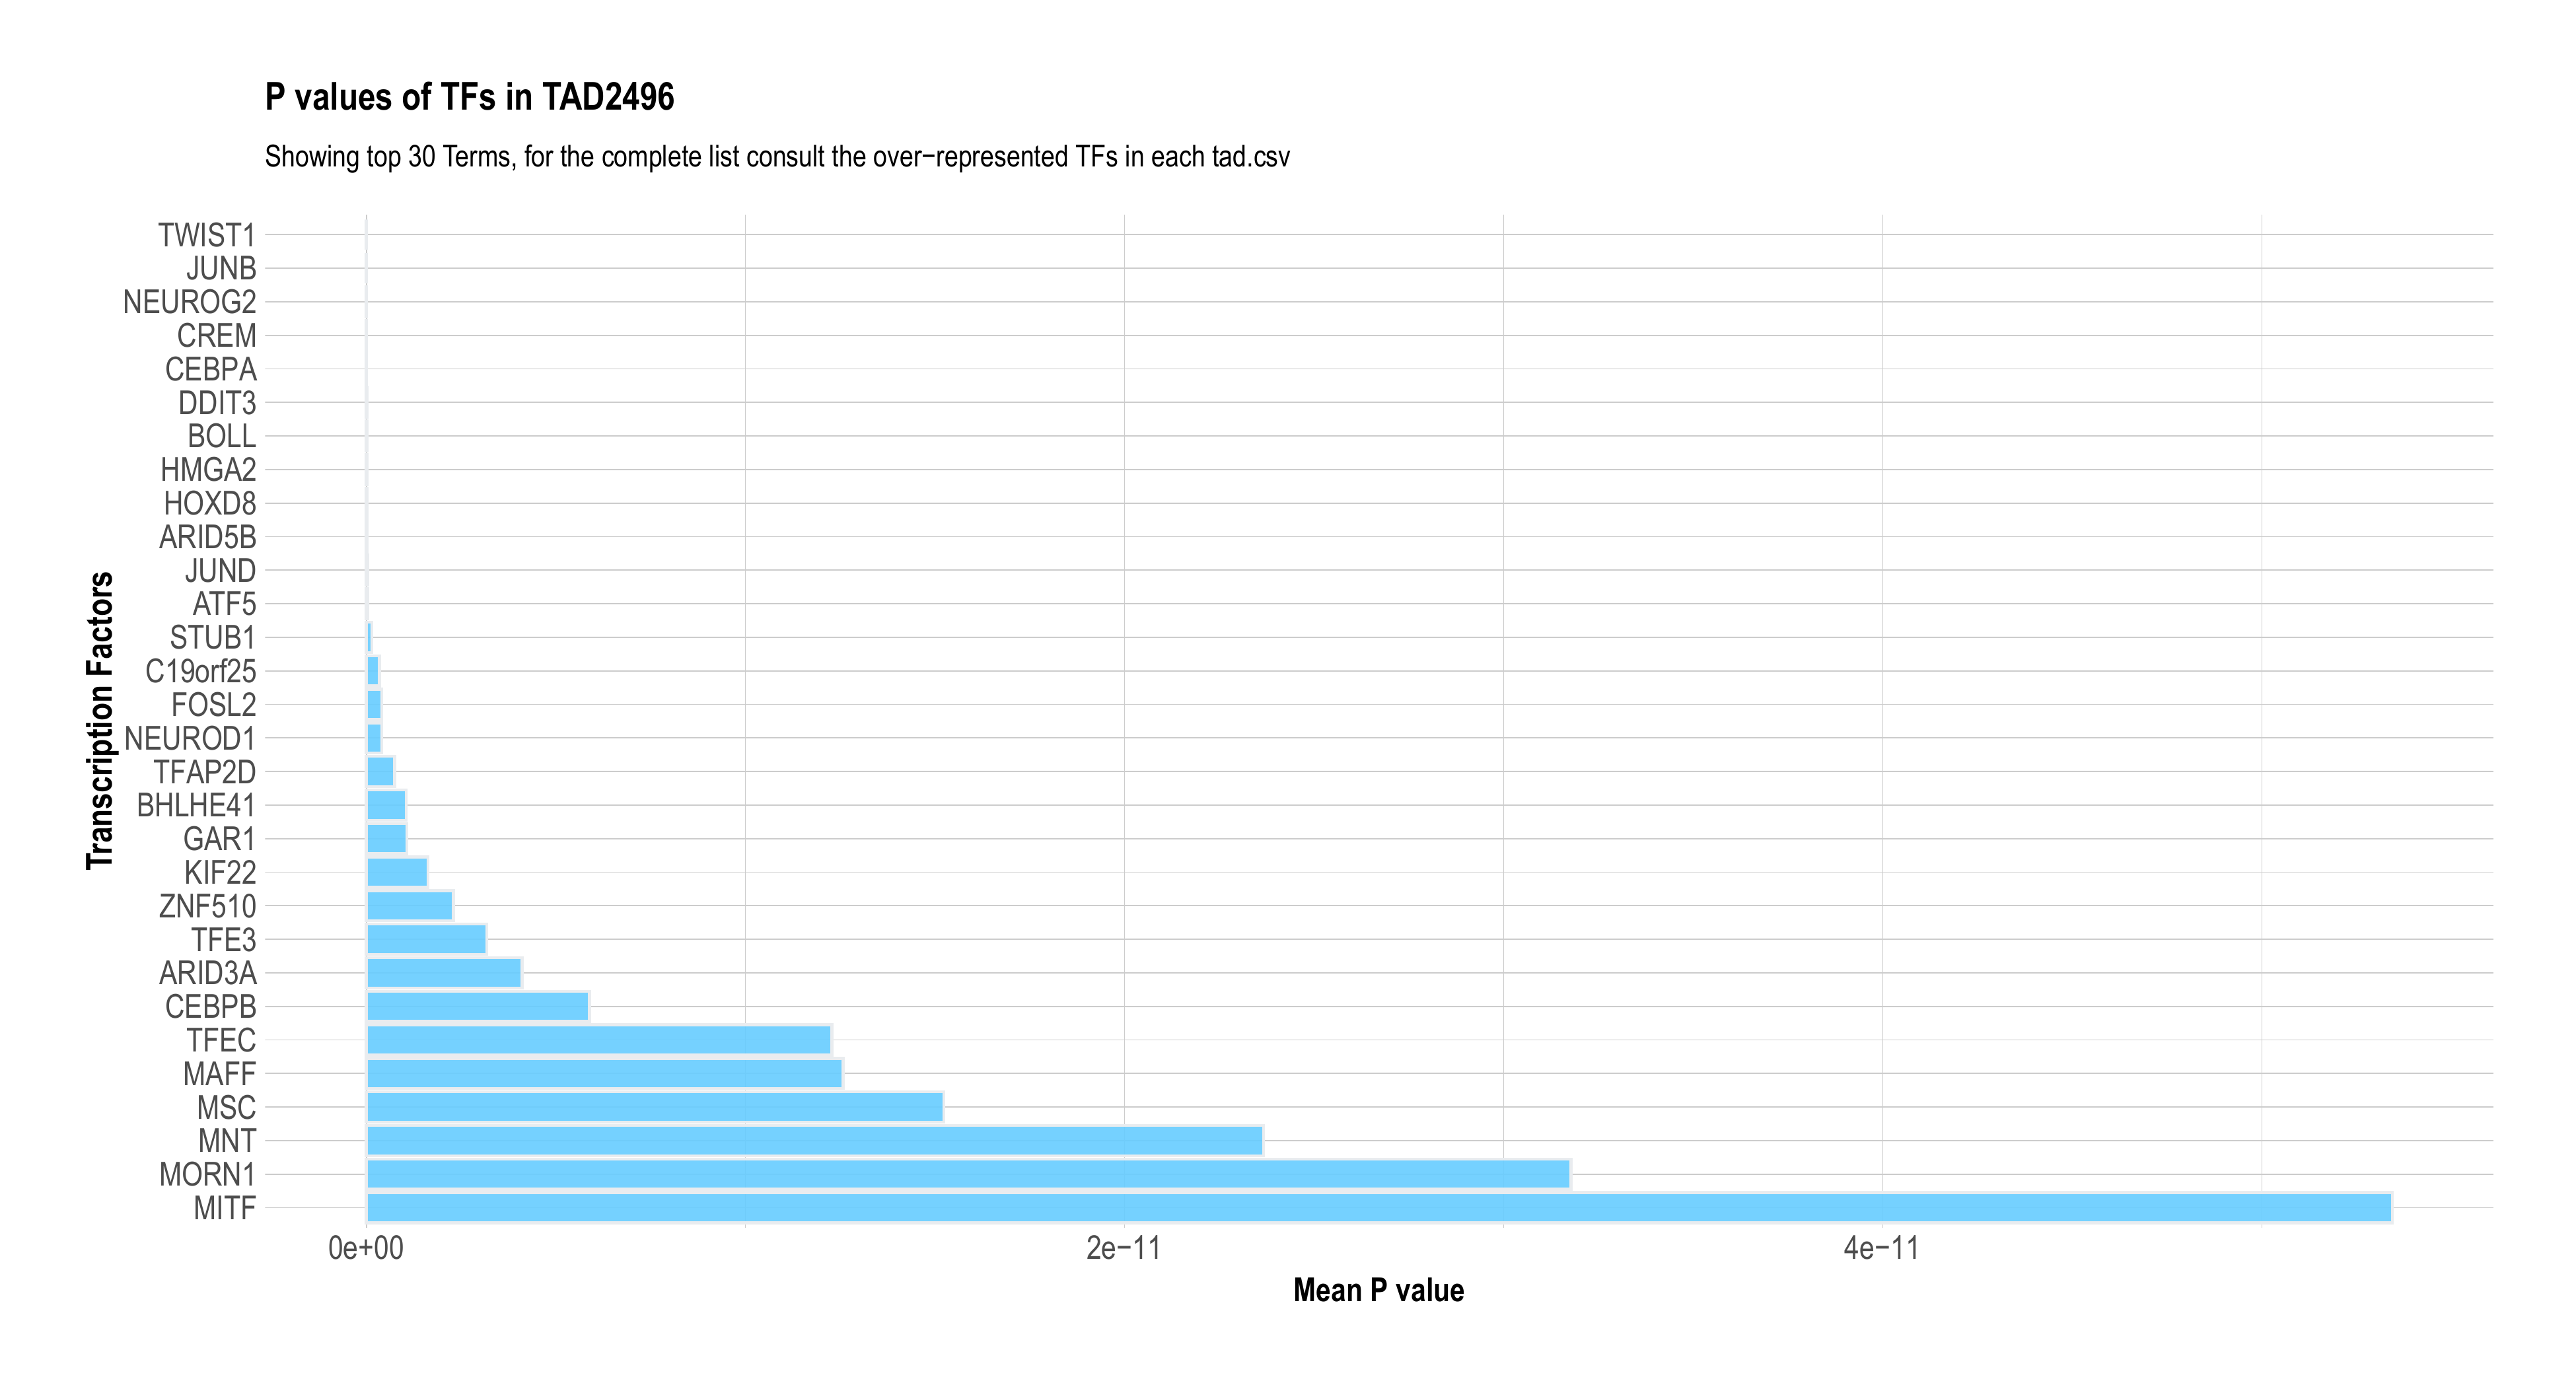 P values of TFs in TAD2496
Showing top 30 Terms, for the complete list consult the over−represented TFs in each tad.csv
Transcription Factors
TWIST1
JUNB
NEUROG2
CREM
CEBPA
DDIT3
BOLL
HMGA2
HOXD8
ARID5B
JUND
ATF5
STUB1
C19orf25
FOSL2
NEUROD1
TFAP2D
BHLHE41
GAR1
KIF22
ZNF510
TFE3
ARID3A
CEBPB
TFEC
MAFF
MSC
MNT
MORN1
MITF
0e+00 2e−11 4e−11
Mean P value